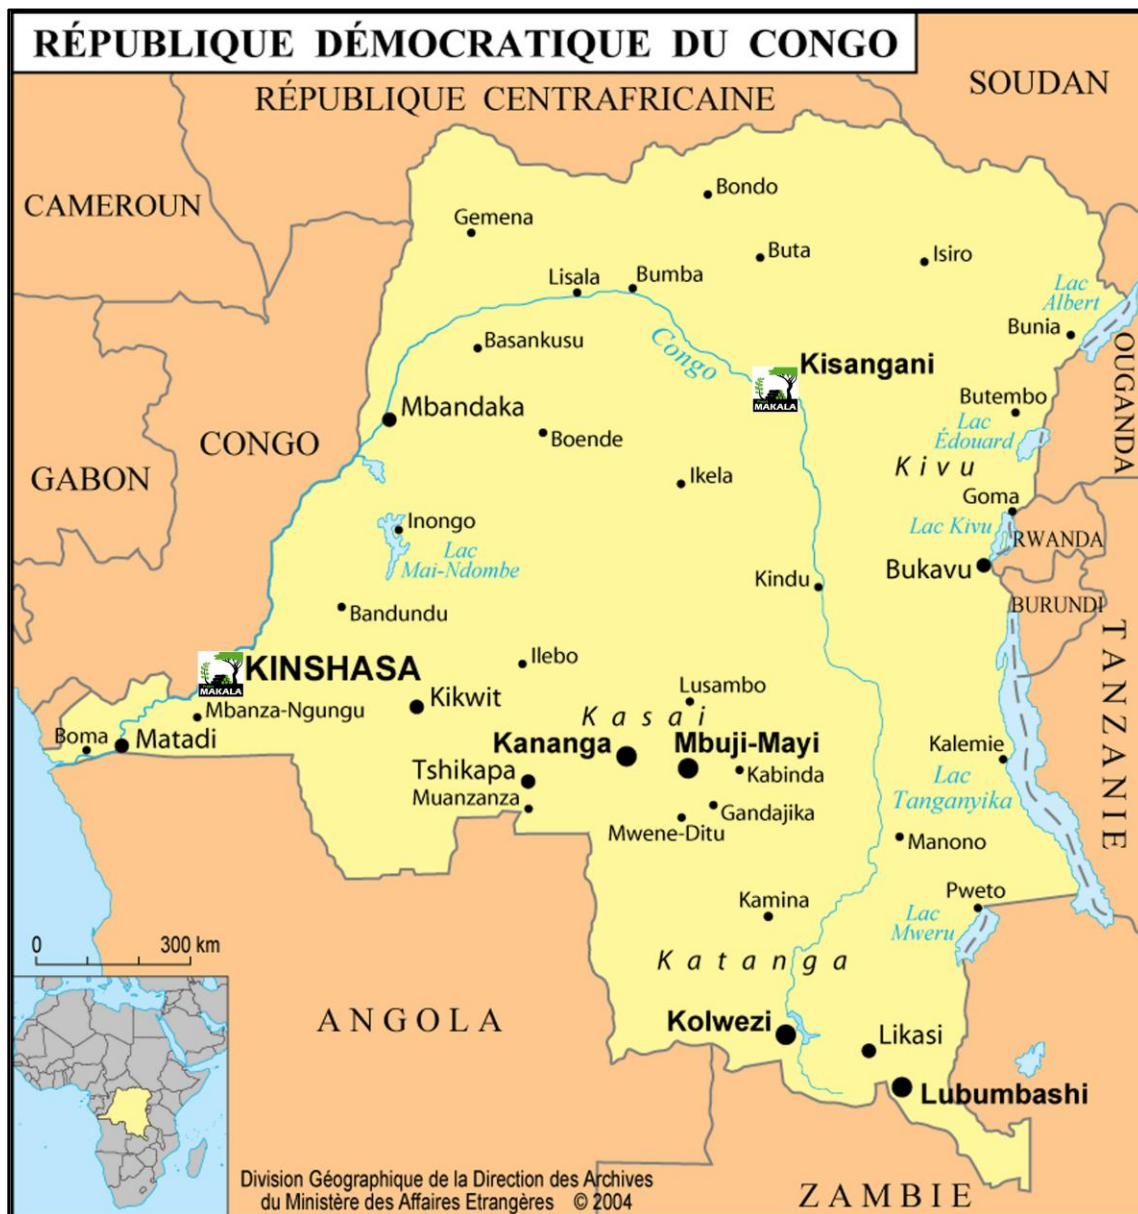 RÉPUBLIQUE DÉMOCRATIQUE DU CONGO
SOUDAN
RÉPUBLIQUE CENTRAFRICAINE
CAMEROUN
Bondo
Gemena
Buta
Isiro
Lisala
Bumba
Lac
Albert
Bunia
Basankusu
Congo
OUGANDA
Kisangani
MAKALA
Mbandaka
Butembo
Lac
Édouard
CONGO
Boende
GABON
Kivu
Ikela
Goma
Inongo
Lac Kivu
RWANDA
Lac
Mai-Ndombe
Bukavu
Kindu
BURUNDI
Bandundu
TANZANIE
KINSHASA
MAKALA
Ilebo
Lusambo
Mbanza-Ngungu
Kikwit
Kasai
Boma
Matadi
Kananga
Mbuji-Mayi
Kalemie
Tshikapa
Kabinda
Lac
Tanganyika
Muanzanza
Gandajika
Mwene-Ditu
Manono
Pweto
Kamina
Lac
Mweru
0 300 km
Katanga
ANGOLA
Kolwezi
Likasi
Lubumbashi
Division Géographique de la Direction des Archives
du Ministère des Affaires Etrangères © 2004
ZAMBIE